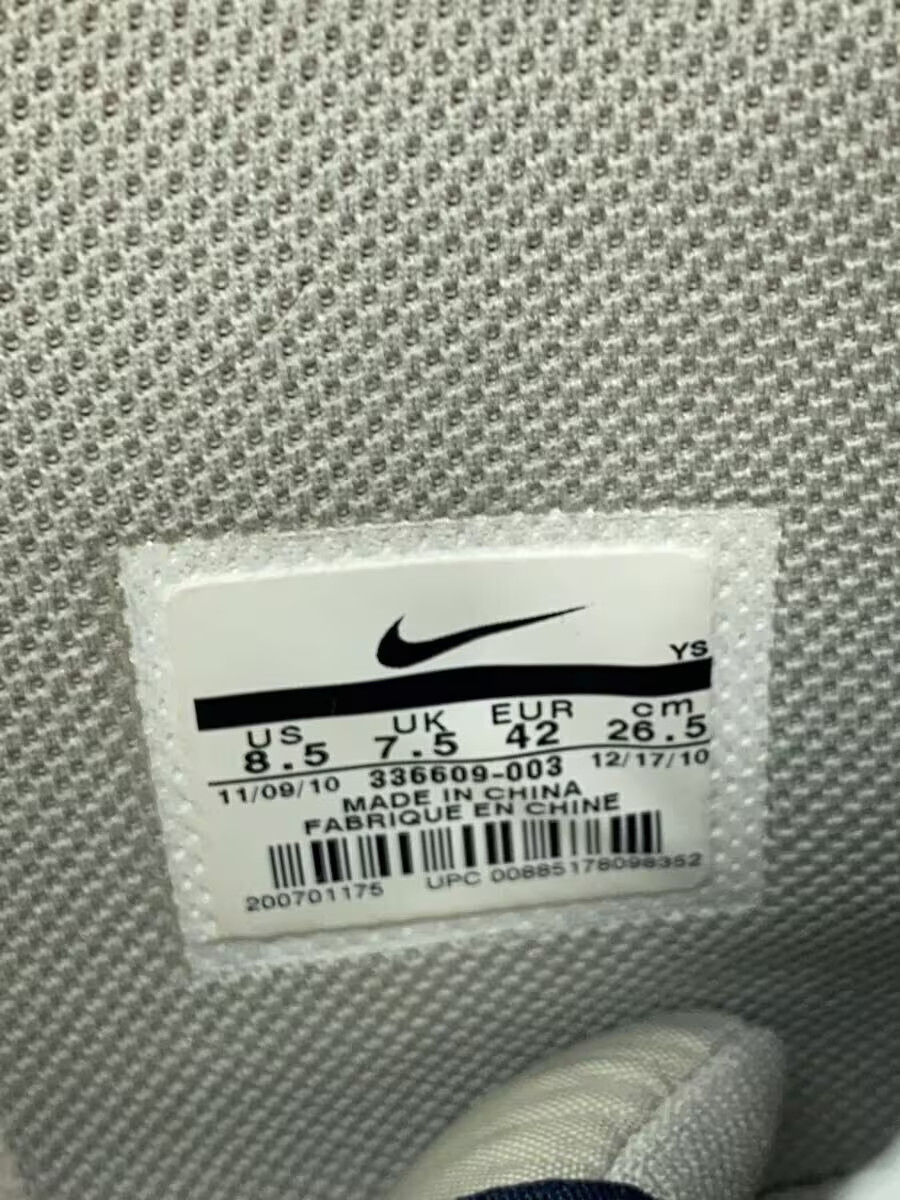 YS
US UK EUR cm
8.5 7.5 42 26.5
11/09/10 336609-003 12/17/10
MADE IN CHINA
FABRIQUE EN CHINE
200701175 UPC 00885178098352